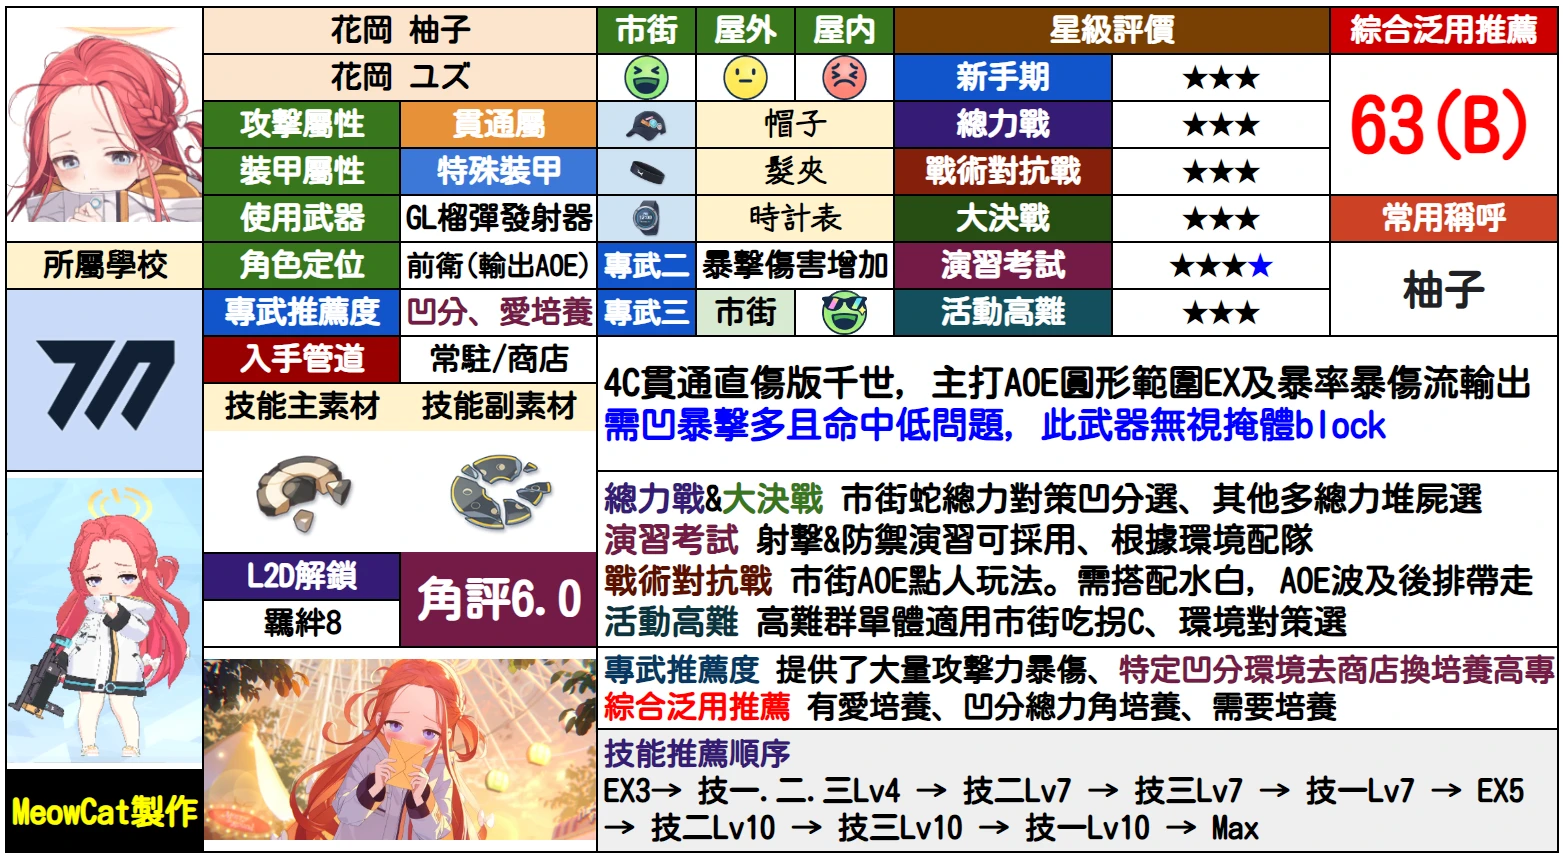 花岡 柚子
市街
屋外
屋内
星級評價
綜合泛用推薦
花岡 ユズ
新手期
★★★
63(B)
攻擊屬性
貫通屬
帽子
總力戰
★★★
裝甲屬性
特殊裝甲
髮夾
戰術對抗戰
★★★
使用武器
GL榴彈發射器
時計表
大決戰
★★★
常用稱呼
所屬學校
角色定位
前衛(輸出AOE)
專武二
暴擊傷害增加
演習考試
★★★★
柚子
專武推薦度
凹分、愛培養
專武三
市街
活動高難
★★★
入手管道
常駐/商店
4C貫通直傷版千世, 主打AOE圓形範圍EX及暴率暴傷流輸出
需凹暴擊多且命中低問題, 此武器無視掩體block
技能主素材
技能副素材
總力戰&大決戰 市街蛇總力對策凹分選、其他多總力堆屍選
演習考試 射擊&防禦演習可採用、根據環境配隊
戰術對抗戰 市街AOE點人玩法。需搭配水白, AOE波及後排帶走
活動高難 高難群單體適用市街吃拐C、環境對策選
L2D解鎖
羈絆8
角評6.0
專武推薦度 提供了大量攻擊力暴傷、特定凹分環境去商店換培養高專
綜合泛用推薦 有愛培養、凹分總力角培養、需要培養
技能推薦順序
EX3→ 技一.二.三Lv4 → 技二Lv7 → 技三Lv7 → 技一Lv7 → EX5
→ 技二Lv10 → 技三Lv10 → 技一Lv10 → Max
MeowCat製作